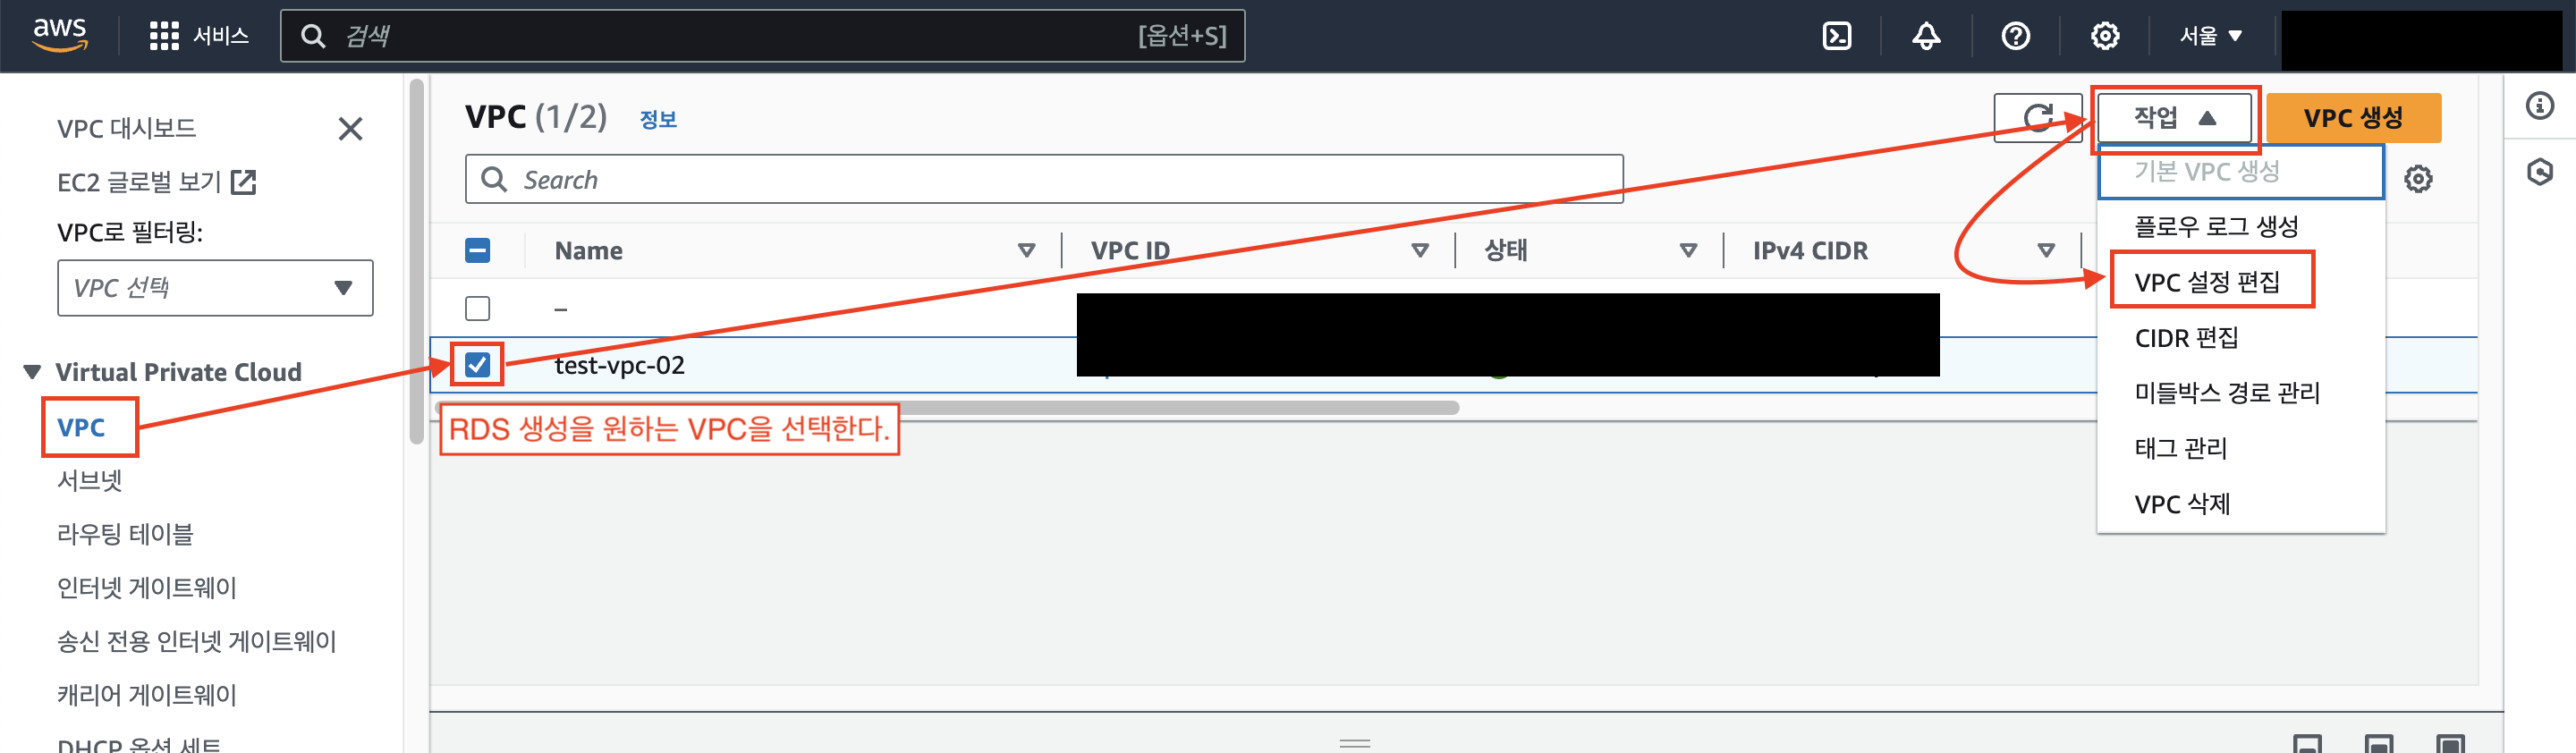 aws
서비스
검색
[옵션+S]
서울
VPC 대시보드
EC2 글로벌 보기
VPC로 필터링:
VPC 선택
Virtual Private Cloud
VPC
서브넷
라우팅 테이블
인터넷 게이트웨이
송신 전용 인터넷 게이트웨이
캐리어 게이트웨이
DHCP 옵션 세트
VPC (1/2) 정보
작업
VPC 생성
Search
Name
VPC ID
상태
IPv4 CIDR
–
test-vpc-02
RDS 생성을 원하는 VPC을 선택한다.
기본 VPC 생성
플로우 로그 생성
VPC 설정 편집
CIDR 편집
미들박스 경로 관리
태그 관리
VPC 삭제